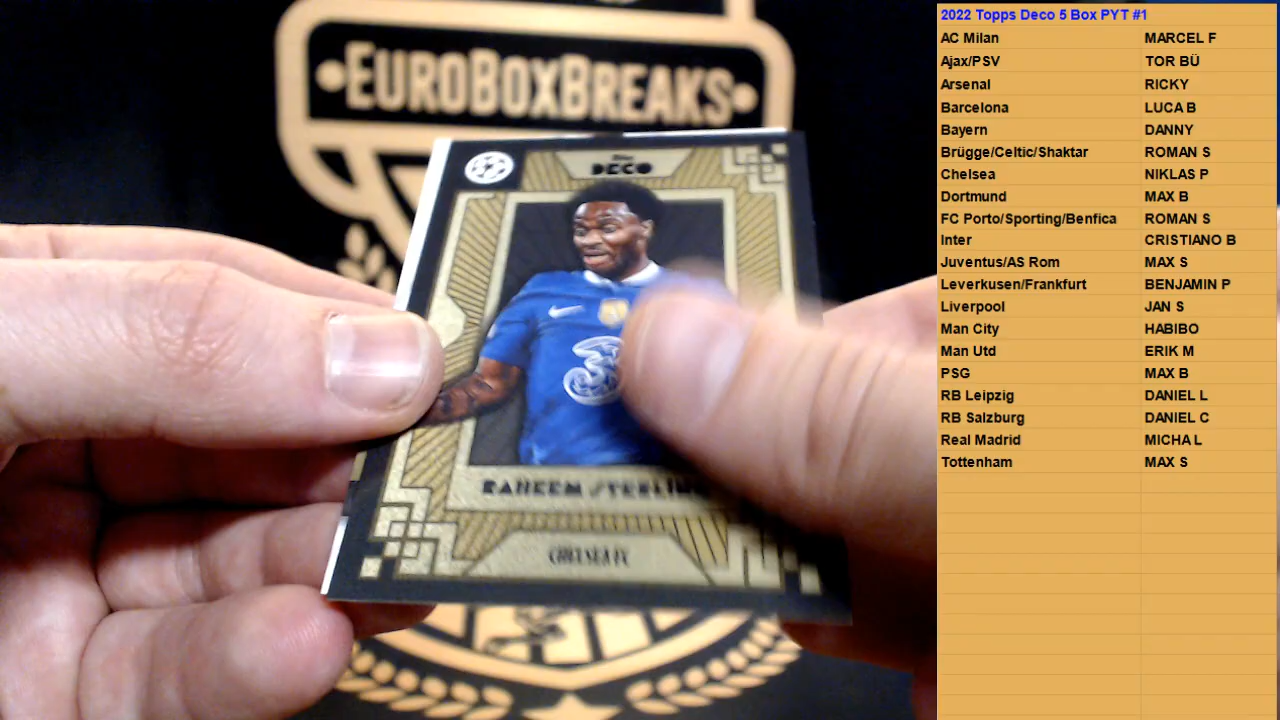 EUROBOXBREAKS
DECO
3
RAHEEM STERLIN
CHELSEA FC
2022 Topps Deco 5 Box PYT #1
AC Milan MARCEL F
Ajax/PSV TOR BÜ
Arsenal RICKY
Barcelona LUCA B
Bayern DANNY
Brügge/Celtic/Shaktar ROMAN S
Chelsea NIKLAS P
Dortmund MAX B
FC Porto/Sporting/Benfica ROMAN S
Inter CRISTIANO B
Juventus/AS Rom MAX S
Leverkusen/Frankfurt BENJAMIN P
Liverpool JAN S
Man City HABIBO
Man Utd ERIK M
PSG MAX B
RB Leipzig DANIEL L
RB Salzburg DANIEL C
Real Madrid MICHA L
Tottenham MAX S